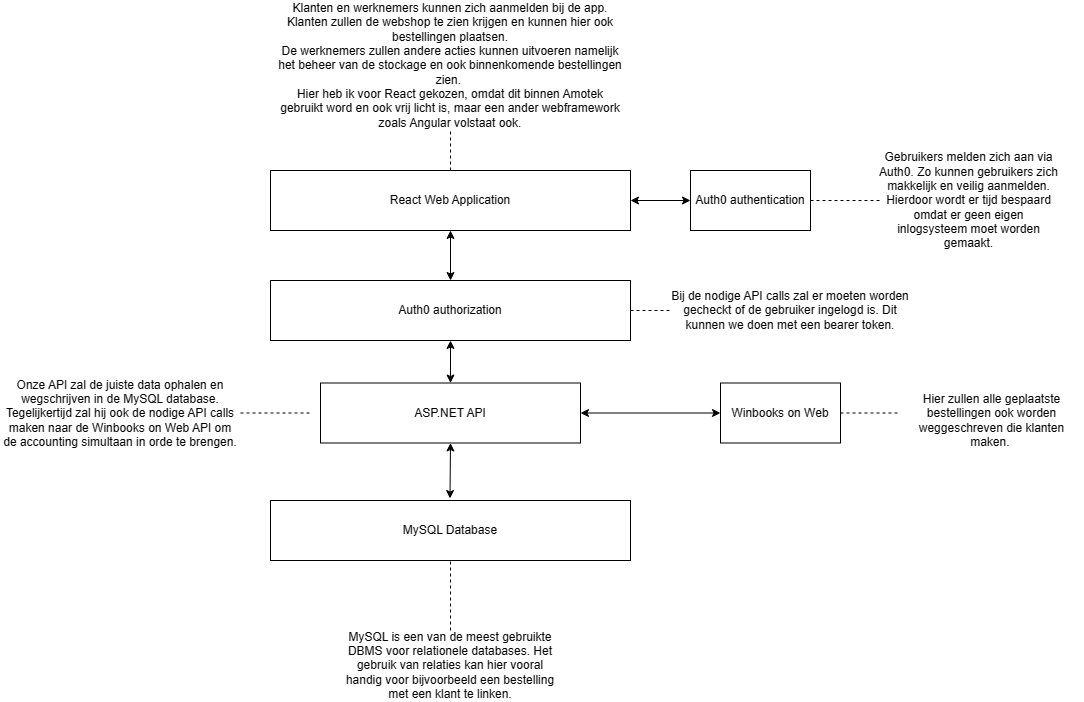 Klanten en werknemers kunnen zich aanmelden bij de app.
Klanten zullen de webshop te zien krijgen en kunnen hier ook
bestellingen plaatsen.
De werknemers zullen andere acties kunnen uitvoeren namelijk
het beheer van de stockage en ook binnenkomende bestellingen
zien.
Hier heb ik voor React gekozen, omdat dit binnen Amotek
gebruikt word en ook vrij licht is, maar een ander webframework
zoals Angular volstaat ook.
React Web Application
Auth0 authentication
Gebruikers melden zich aan via
Auth0. Zo kunnen gebruikers zich
makkelijk en veilig aanmelden.
Hierdoor wordt er tijd bespaard
omdat er geen eigen
inlogsysteem moet worden
gemaakt.
Auth0 authorization
Bij de nodige API calls zal er moeten worden
gecheckt of de gebruiker ingelogd is. Dit
kunnen we doen met een bearer token.
Onze API zal de juiste data ophalen en
wegschrijven in de MySQL database.
Tegelijkertijd zal hij ook de nodige API calls
maken naar de Winbooks on Web API om
de accounting simultaan in orde te brengen.
ASP.NET API
Winbooks on Web
Hier zullen alle geplaatste
bestellingen ook worden
weggeschreven die klanten
maken.
MySQL Database
MySQL is een van de meest gebruikte
DBMS voor relationele databases. Het
gebruik van relaties kan hier vooral
handig voor bijvoorbeeld een bestelling
met een klant te linken.